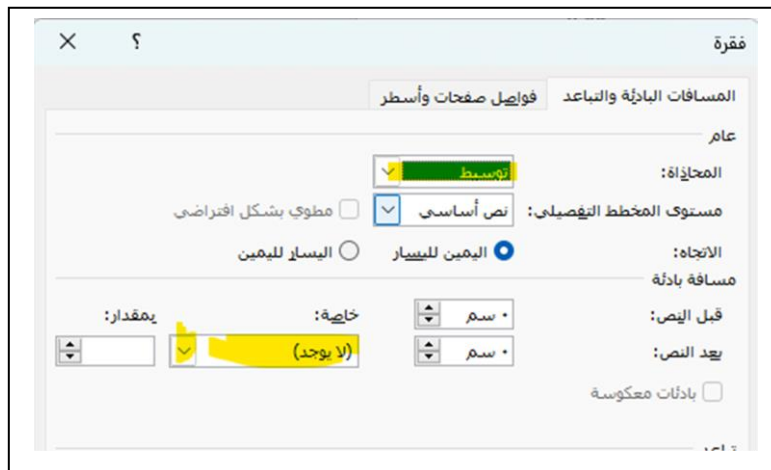 فقرة ؟
المسافات البادئة والتباعد فواصل صفحات وأسطر
عام
المحاذاة: توسيط
مستوى المخطط التفصيلي: نص أساسي مطوي بشكل افتراضي
الاتجاه: اليمين لليسار اليسار لليمين
مسافة بادئة
قبل النص: ٠ سم خاصة: بمقدار:
بعد النص: ٠ سم (لا يوجد)
بادئات معكوسة